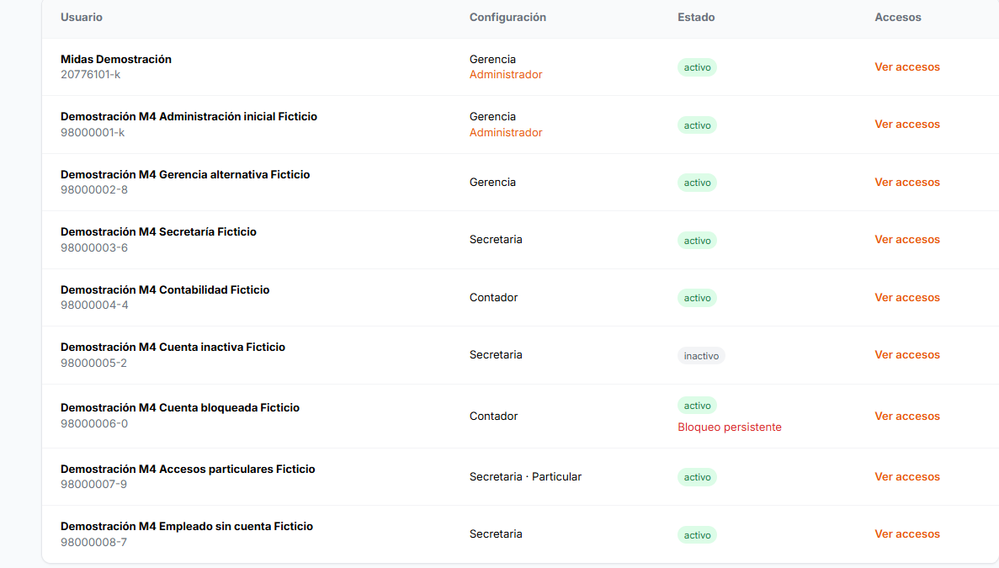 Usuario Configuración Estado Accesos
Midas Demostración
20776101-k
Gerencia
Administrador
activo
Ver accesos
Demostración M4 Administración inicial Ficticio
98000001-k
Gerencia
Administrador
activo
Ver accesos
Demostración M4 Gerencia alternativa Ficticio
98000002-8
Gerencia
activo
Ver accesos
Demostración M4 Secretaría Ficticio
98000003-6
Secretaria
activo
Ver accesos
Demostración M4 Contabilidad Ficticio
98000004-4
Contador
activo
Ver accesos
Demostración M4 Cuenta inactiva Ficticio
98000005-2
Secretaria
inactivo
Ver accesos
Demostración M4 Cuenta bloqueada Ficticio
98000006-0
Contador
activo
Bloqueo persistente
Ver accesos
Demostración M4 Accesos particulares Ficticio
98000007-9
Secretaria · Particular
activo
Ver accesos
Demostración M4 Empleado sin cuenta Ficticio
98000008-7
Secretaria
activo
Ver accesos